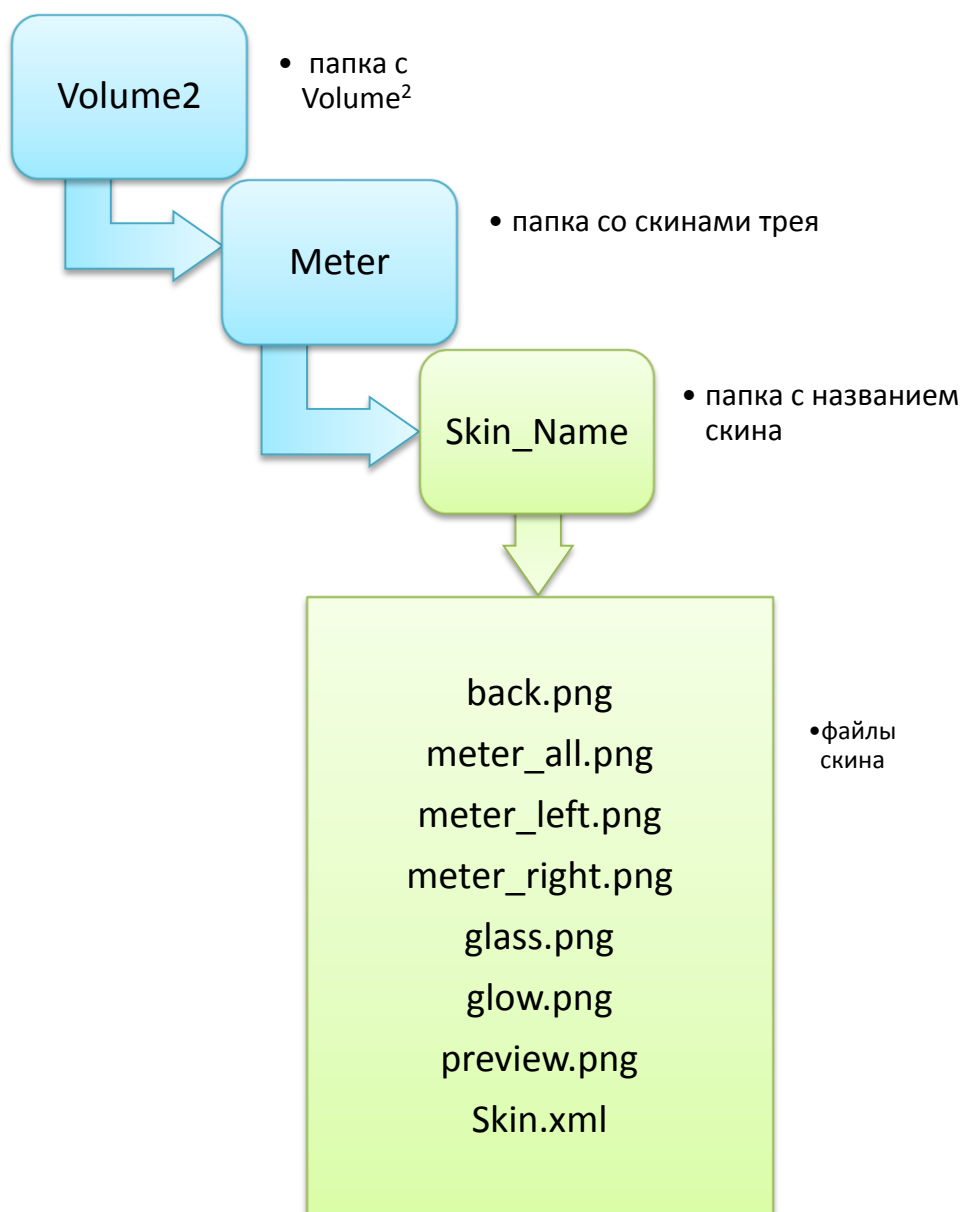 Volume2
• папка с
Volume²
Meter
• папка со скинами трея
Skin_Name
• папка с названием
скина
back.png
meter_all.png
meter_left.png
meter_right.png
glass.png
glow.png
preview.png
Skin.xml
•файлы
скина